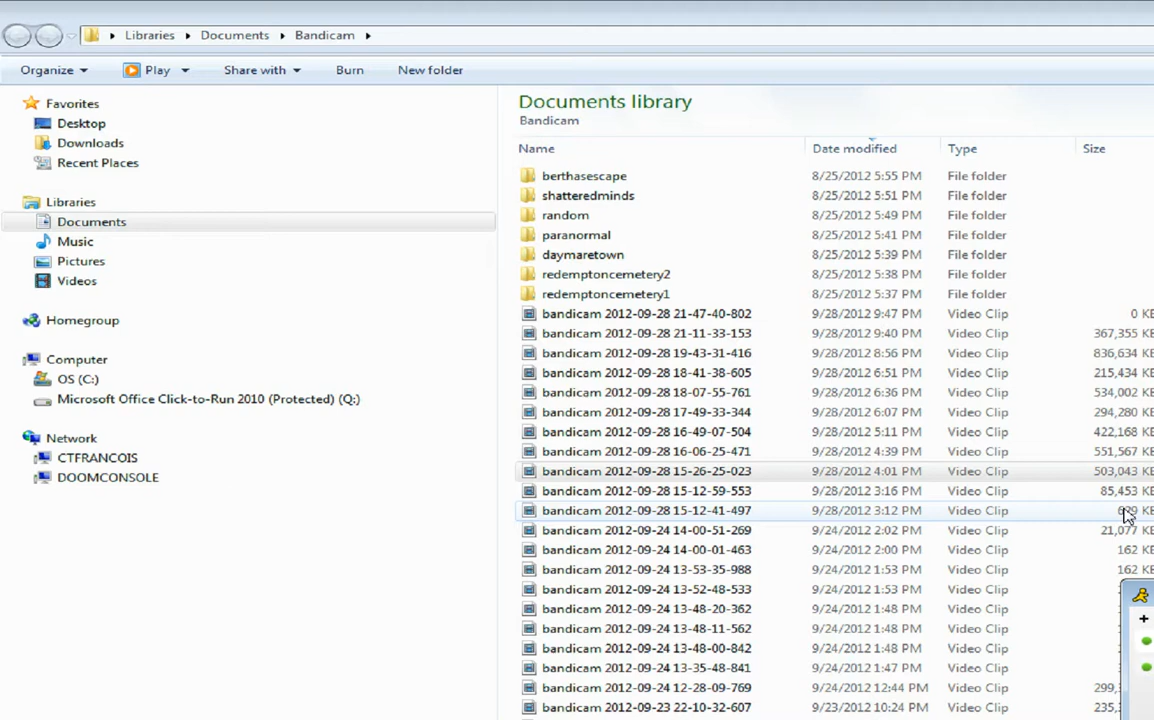 Libraries Documents Bandicam
Organize Play Share with Burn New folder
Favorites
Desktop
Downloads
Recent Places
Libraries
Documents
Music
Pictures
Videos
Homegroup
Computer
OS (C:)
Microsoft Office Click-to-Run 2010 (Protected) (Q:)
Network
CTFRANCOIS
DOOMCONSOLE
Documents library
Bandicam
Name Date modified Type Size
berthasescape 8/25/2012 5:55 PM File folder
shatteredminds 8/25/2012 5:51 PM File folder
random 8/25/2012 5:49 PM File folder
paranormal 8/25/2012 5:41 PM File folder
daymaretown 8/25/2012 5:39 PM File folder
redemptoncemetery2 8/25/2012 5:38 PM File folder
redemptoncemetery1 8/25/2012 5:37 PM File folder
bandicam 2012-09-28 21-47-40-802 9/28/2012 9:47 PM Video Clip 0 KE
bandicam 2012-09-28 21-11-33-153 9/28/2012 9:40 PM Video Clip 367,355 KE
bandicam 2012-09-28 19-43-31-416 9/28/2012 8:56 PM Video Clip 836,634 KE
bandicam 2012-09-28 18-41-38-605 9/28/2012 6:51 PM Video Clip 215,434 KE
bandicam 2012-09-28 18-07-55-761 9/28/2012 6:36 PM Video Clip 534,002 KE
bandicam 2012-09-28 17-49-33-344 9/28/2012 6:07 PM Video Clip 294,280 KE
bandicam 2012-09-28 16-49-07-504 9/28/2012 5:11 PM Video Clip 422,168 KE
bandicam 2012-09-28 16-06-25-471 9/28/2012 4:39 PM Video Clip 551,567 KE
bandicam 2012-09-28 15-26-25-023 9/28/2012 4:01 PM Video Clip 503,043 KE
bandicam 2012-09-28 15-12-59-553 9/28/2012 3:16 PM Video Clip 85,453 KE
bandicam 2012-09-28 15-12-41-497 9/28/2012 3:12 PM Video Clip KE
bandicam 2012-09-24 14-00-51-269 9/24/2012 2:02 PM Video Clip 21,077 KE
bandicam 2012-09-24 14-00-01-463 9/24/2012 2:00 PM Video Clip 162 KE
bandicam 2012-09-24 13-53-35-988 9/24/2012 1:53 PM Video Clip 162 KE
bandicam 2012-09-24 13-52-48-533 9/24/2012 1:53 PM Video Clip
bandicam 2012-09-24 13-48-20-362 9/24/2012 1:48 PM Video Clip
bandicam 2012-09-24 13-48-11-562 9/24/2012 1:48 PM Video Clip
bandicam 2012-09-24 13-48-00-842 9/24/2012 1:48 PM Video Clip
bandicam 2012-09-24 13-35-48-841 9/24/2012 1:47 PM Video Clip
bandicam 2012-09-24 12-28-09-769 9/24/2012 12:44 PM Video Clip 299,
bandicam 2012-09-23 22-10-32-607 9/23/2012 10:24 PM Video Clip 235,